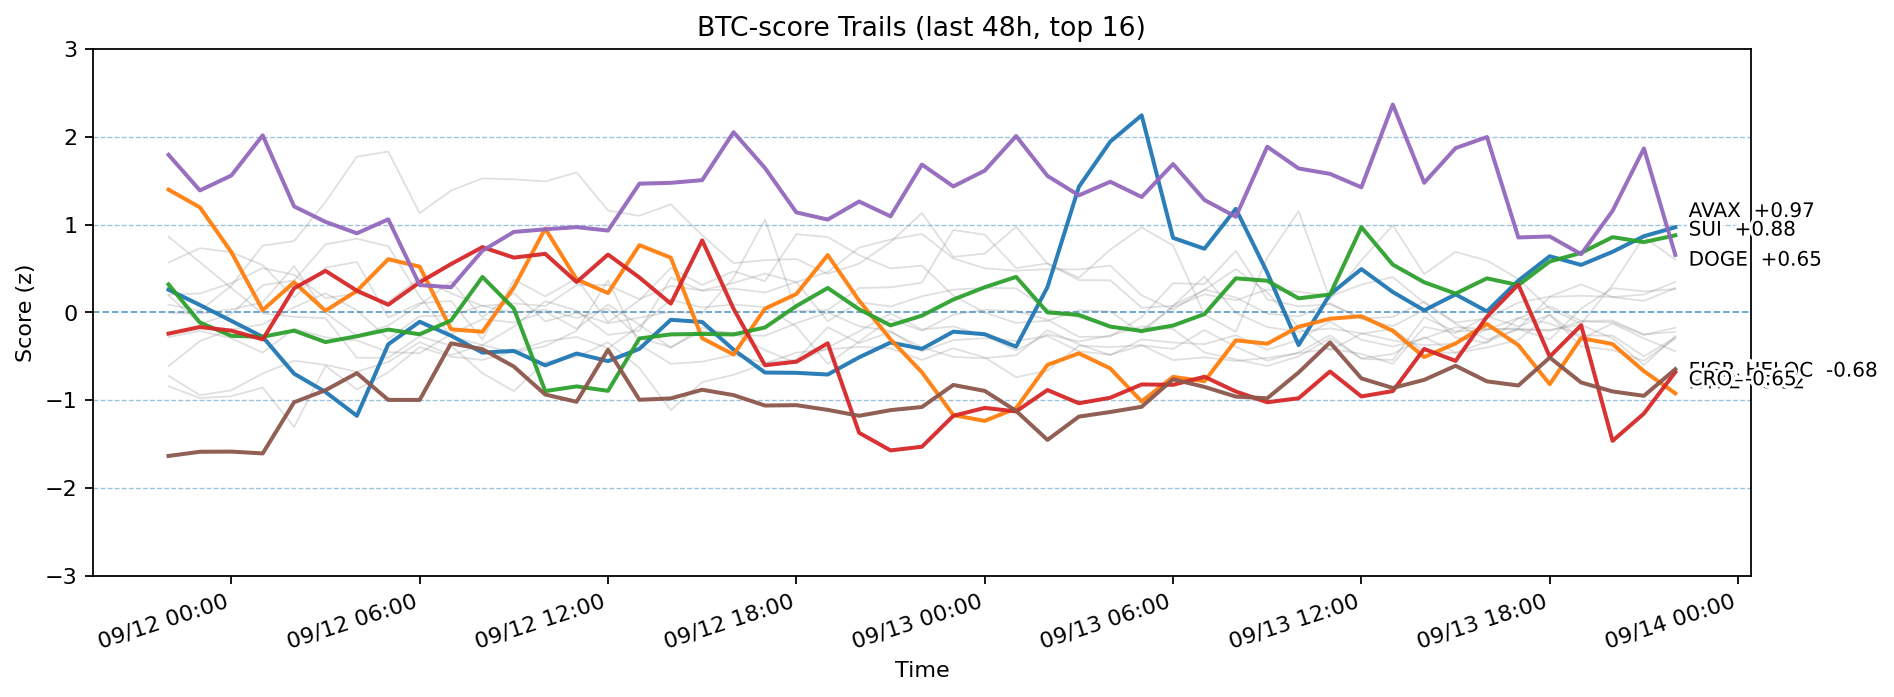 BTC-score Trails (last 48h, top 16)
Score (z)
3
2
1
0
−1
−2
−3
AVAX +0.97
SUI +0.88
DOGE +0.65
HELOC -0.68
CRO -0.65
09/12 00:00
09/12 06:00
09/12 12:00
09/12 18:00
09/13 00:00
09/13 06:00
09/13 12:00
09/13 18:00
09/14 00:00
Time